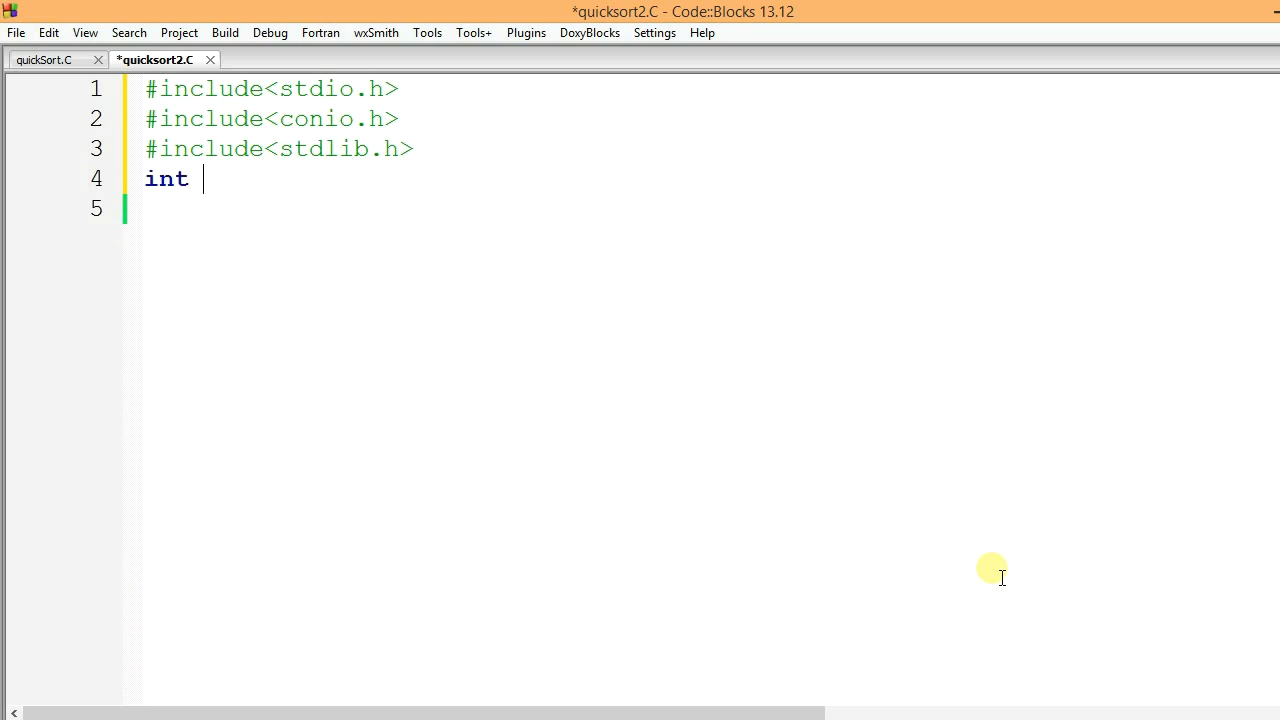 *quicksort2.C - Code::Blocks 13.12
File Edit View Search Project Build Debug Fortran wxSmith Tools Tools+ Plugins DoxyBlocks Settings Help
quickSort.C *quicksort2.C
1 #include<stdio.h>
2 #include<conio.h>
3 #include<stdlib.h>
4 int
5